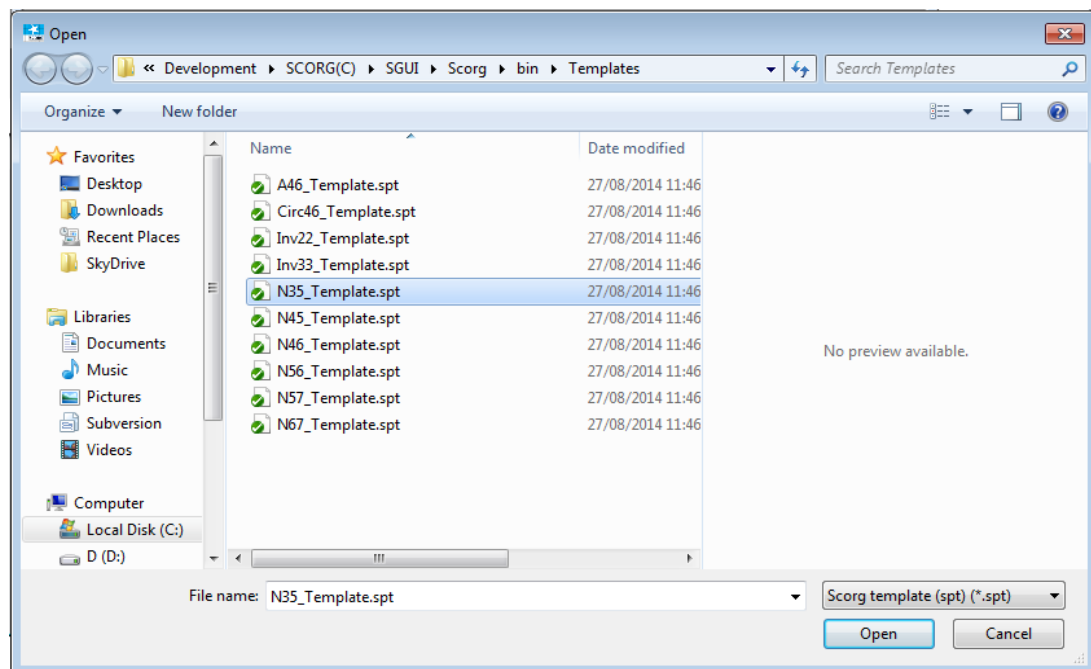 Open
« Development ▸ SCORG(C) ▸ SGUI ▸ Scorg ▸ bin ▸ Templates
Search Templates
Organize
New folder
Name
Date modified
Favorites
Desktop
Downloads
Recent Places
SkyDrive
Libraries
Documents
Music
Pictures
Subversion
Videos
Computer
Local Disk (C:)
D (D:)
A46_Template.spt 27/08/2014 11:46
Circ46_Template.spt 27/08/2014 11:46
Inv22_Template.spt 27/08/2014 11:46
Inv33_Template.spt 27/08/2014 11:46
N35_Template.spt 27/08/2014 11:46
N45_Template.spt 27/08/2014 11:46
N46_Template.spt 27/08/2014 11:46
N56_Template.spt 27/08/2014 11:46
N57_Template.spt 27/08/2014 11:46
N67_Template.spt 27/08/2014 11:46
No preview available.
File name: N35_Template.spt
Scorg template (spt) (*.spt)
Open
Cancel